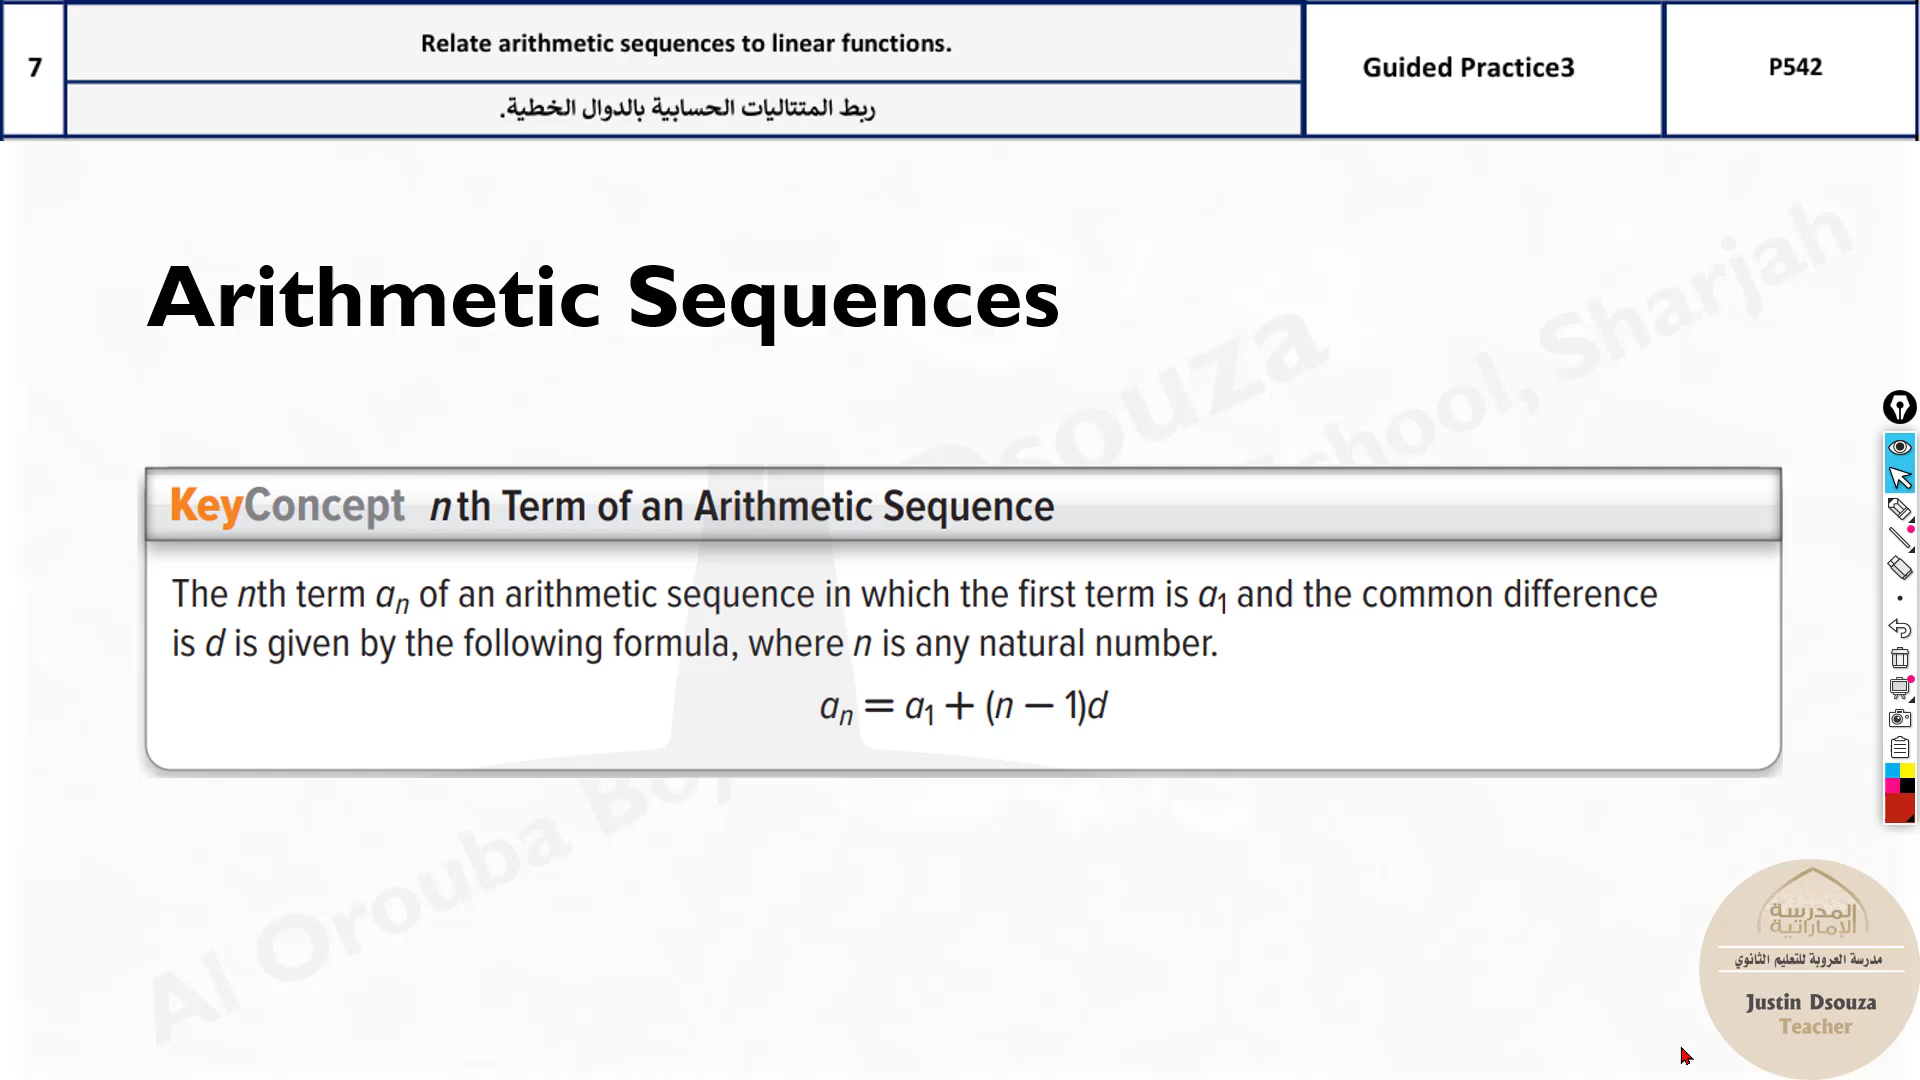 7
Relate arithmetic sequences to linear functions.
ربط المتتاليات الحسابية بالدوال الخطية.
Guided Practice3
P542
Arithmetic Sequences
KeyConcept nth Term of an Arithmetic Sequence
The nth term aₙ of an arithmetic sequence in which the first term is a₁ and the common difference
is d is given by the following formula, where n is any natural number.
aₙ = a₁ + (n − 1)d
Dsouza
School, Sharjah
Al Orouba Boy
المدرسة
الإماراتية
مدرسة العروبة للتعليم الثانوي
Justin Dsouza
Teacher